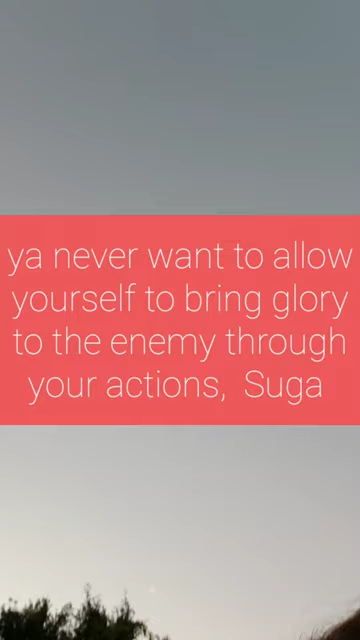 ya never want to allow
yourself to bring glory
to the enemy through
your actions,  Suga